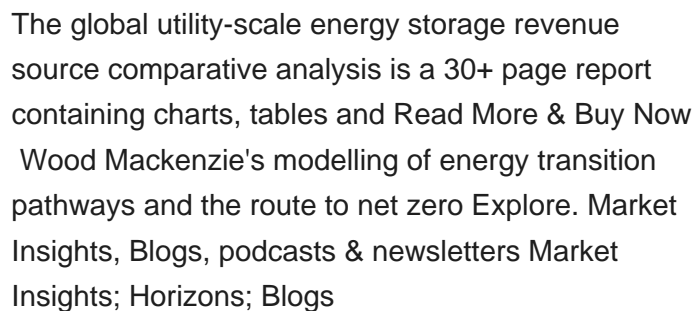 The global utility-scale energy storage revenue
source comparative analysis is a 30+ page report
containing charts, tables and Read More & Buy Now
Wood Mackenzie's modelling of energy transition
pathways and the route to net zero Explore. Market
Insights, Blogs, podcasts & newsletters Market
Insights; Horizons; Blogs